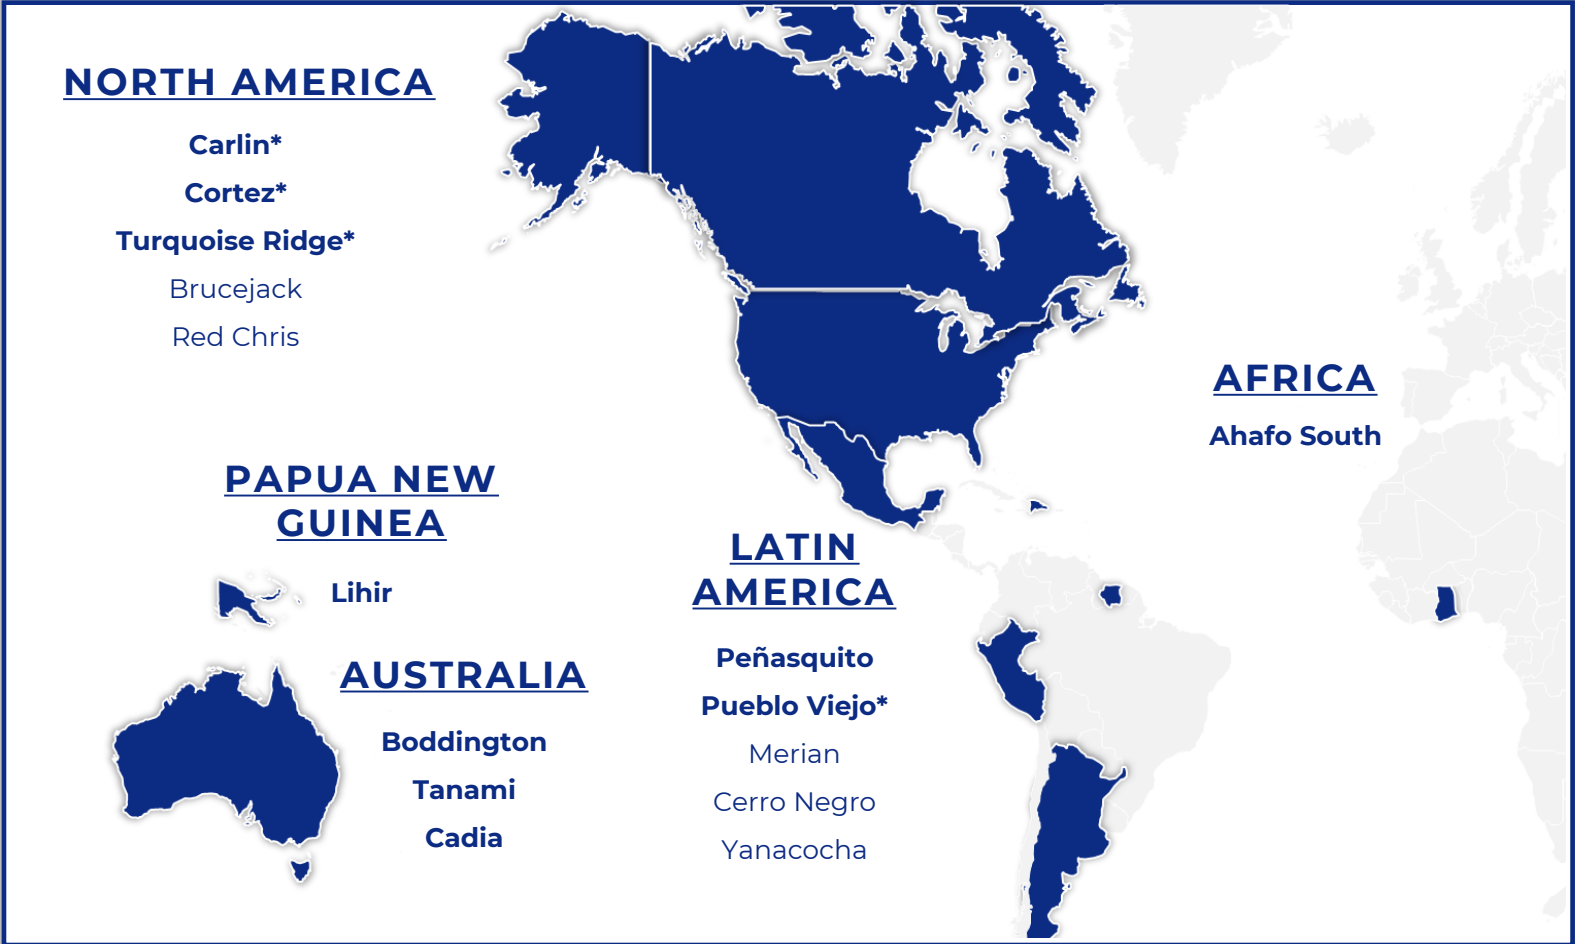 NORTH AMERICA
Carlin*
Cortez*
Turquoise Ridge*
Brucejack
Red Chris
PAPUA NEW
GUINEA
Lihir
AUSTRALIA
Boddington
Tanami
Cadia
LATIN
AMERICA
Peñasquito
Pueblo Viejo*
Merian
Cerro Negro
Yanacocha
AFRICA
Ahafo South